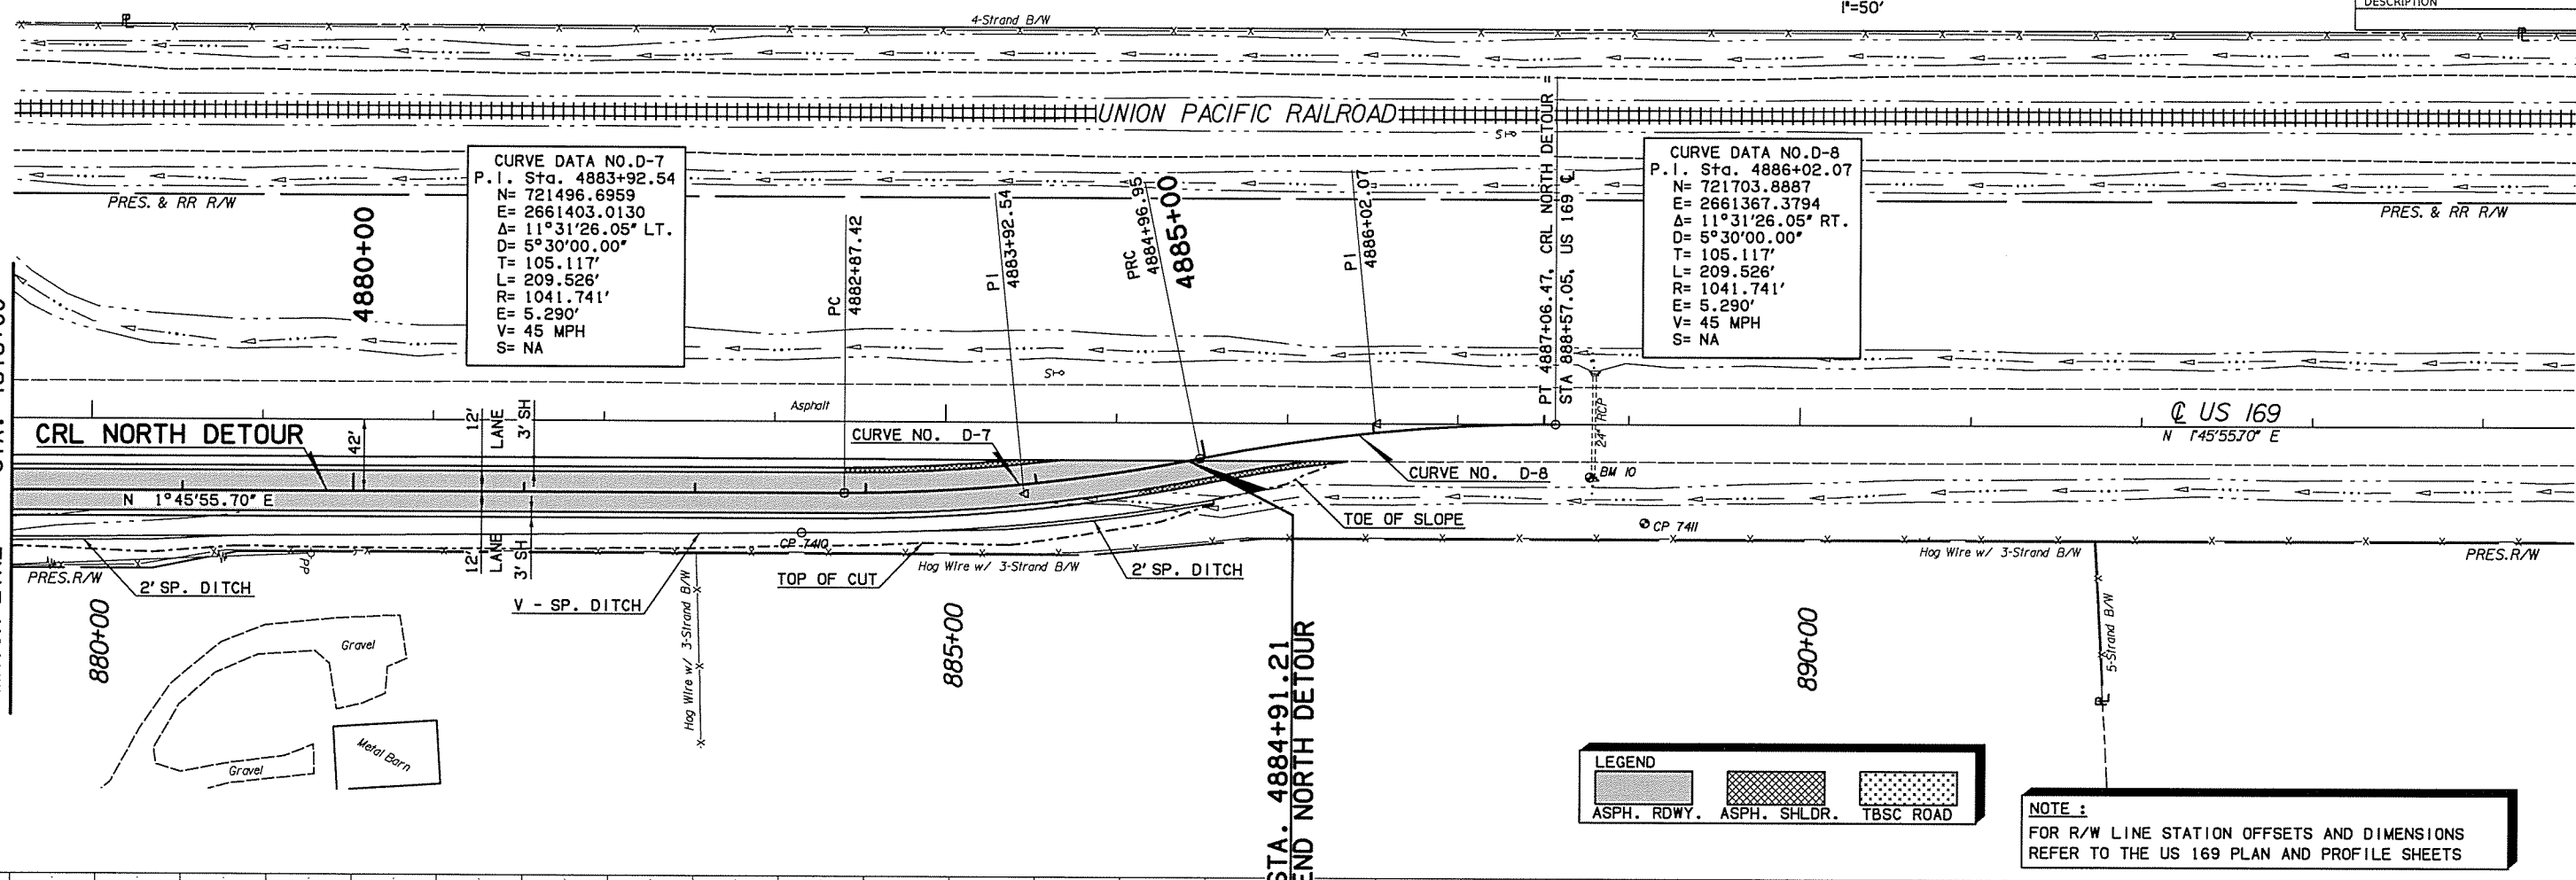 1"=50'
DESCRIPTION
4-Strand B/W
UNION PACIFIC RAILROAD
CURVE DATA NO.D-7
P.I. Sta. 4883+92.54
N= 721496.6959
E= 2661403.0130
Δ= 11°31'26.05" LT.
D= 5°30'00.00"
T= 105.117'
L= 209.526'
R= 1041.741'
E= 5.290'
V= 45 MPH
S= NA
CURVE DATA NO.D-8
P.I. Sta. 4886+02.07
N= 721703.8887
E= 2661367.3794
Δ= 11°31'26.05" RT.
D= 5°30'00.00"
T= 105.117'
L= 209.526'
R= 1041.741'
E= 5.290'
V= 45 MPH
S= NA
PRES. & RR R/W
PRES. & RR R/W
4880+00
PC
4882+87.42
PI
4883+92.54
PRC
4884+96.95
4885+00
PI
4886+02.07
PT 4887+06.47, CRL NORTH DETOUR =
STA 888+57.05, US 169 ℄
CRL NORTH DETOUR
42'
12'
LANE
3' SH
Asphalt
CURVE NO. D-7
CURVE NO. D-8
24" RCP
BM 10
℄ US 169
N 1°45'55.70" E
N 1°45'55.70" E
TOE OF SLOPE
CP 7411
CP 7410
12'
LANE
3' SH
PP
PRES.R/W
2' SP. DITCH
V - SP. DITCH
TOP OF CUT
Hog Wire w/ 3-Strand B/W
2' SP. DITCH
Hog Wire w/ 3-Strand B/W
PRES.R/W
Hog Wire w/ 3-Strand B/W
5-Strand B/W
880+00
885+00
890+00
Gravel
Gravel
Metal Barn
STA. 4884+91.21
END NORTH DETOUR
LEGEND
ASPH. RDWY. ASPH. SHLDR. TBSC ROAD
NOTE :
FOR R/W LINE STATION OFFSETS AND DIMENSIONS
REFER TO THE US 169 PLAN AND PROFILE SHEETS